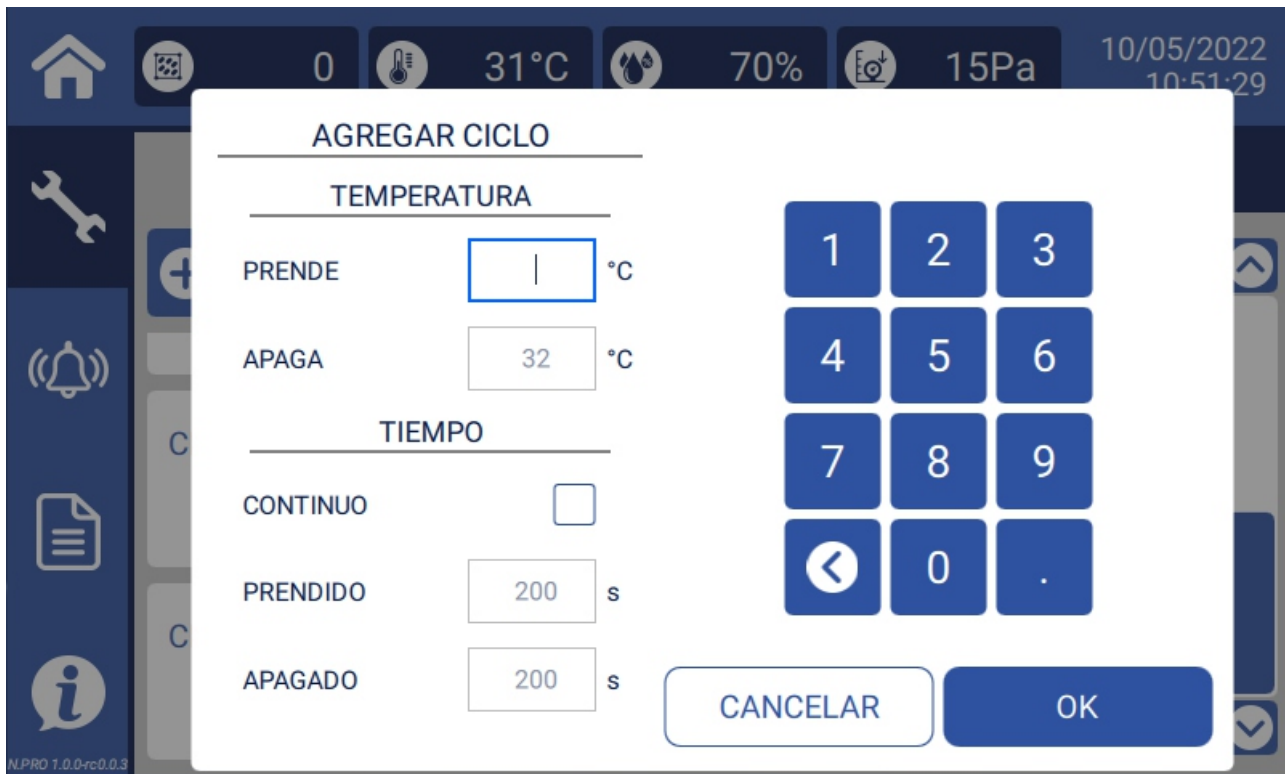 0 31°C 70% 15Pa 10/05/2022
10:51:29
AGREGAR CICLO
TEMPERATURA
PRENDE °C
APAGA 32 °C
TIEMPO
CONTINUO
PRENDIDO 200 s
APAGADO 200 s
1 2 3
4 5 6
7 8 9
0 .
CANCELAR OK
C
C
N.PRO 1.0.0-rc0.0.3